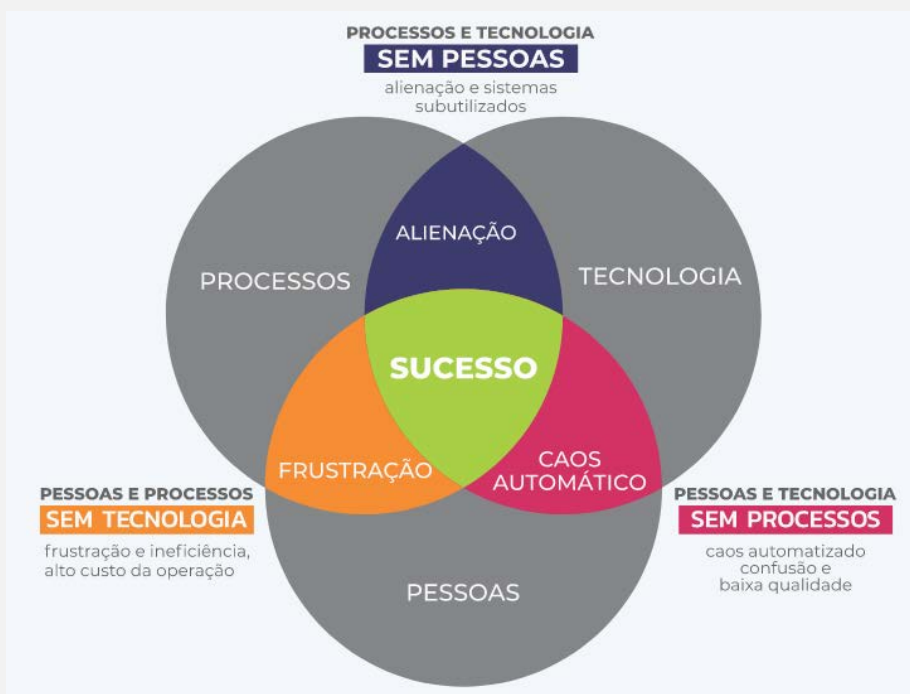 PROCESSOS E TECNOLOGIA
SEM PESSOAS
alienação e sistemas
subutilizados
ALIENAÇÃO
PROCESSOS
TECNOLOGIA
SUCESSO
FRUSTRAÇÃO
CAOS
AUTOMÁTICO
PESSOAS E PROCESSOS
SEM TECNOLOGIA
frustração e ineficiência,
alto custo da operação
PESSOAS E TECNOLOGIA
SEM PROCESSOS
caos automatizado
confusão e
baixa qualidade
PESSOAS